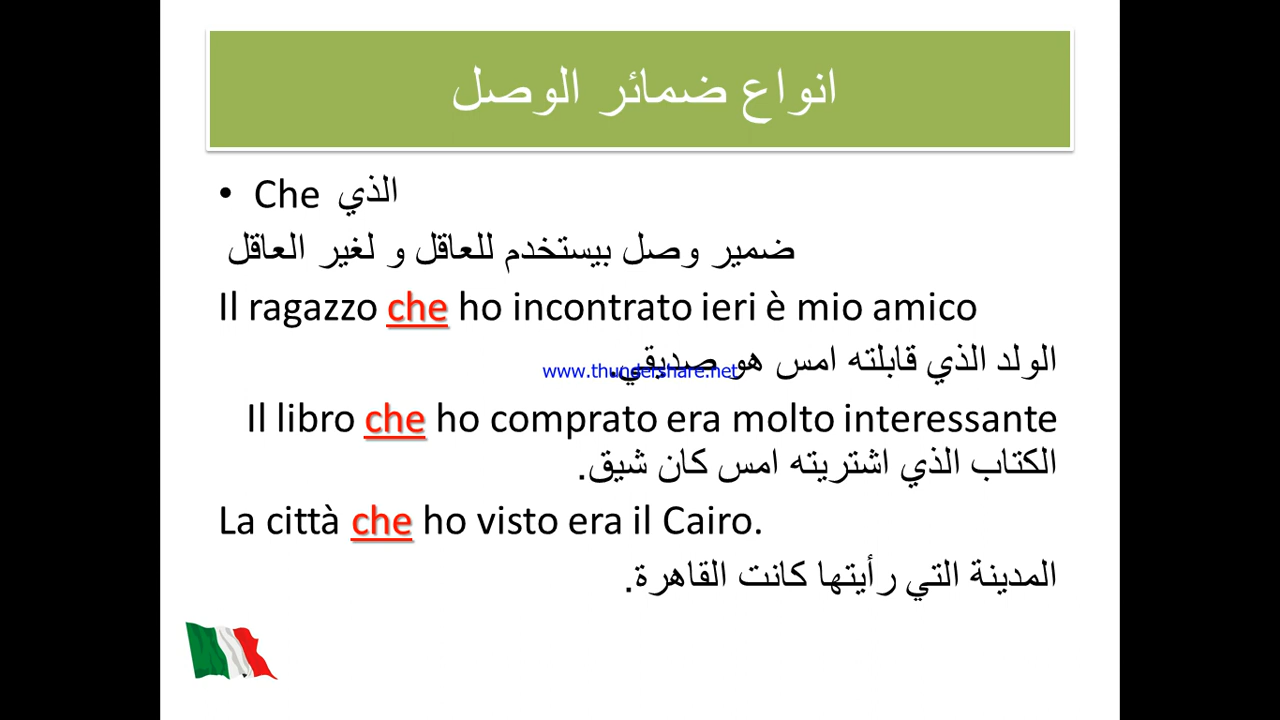 انواع ضمائر الوصل
• Che الذي
ضمير وصل بيستخدم للعاقل و لغير العاقل
Il ragazzo che ho incontrato ieri è mio amico
الولد الذي قابلته امس هو صديقي.
www.thundershare.net
Il libro che ho comprato era molto interessante
الكتاب الذي اشتريته امس كان شيق.
La città che ho visto era il Cairo.
المدينة التي رأيتها كانت القاهرة.